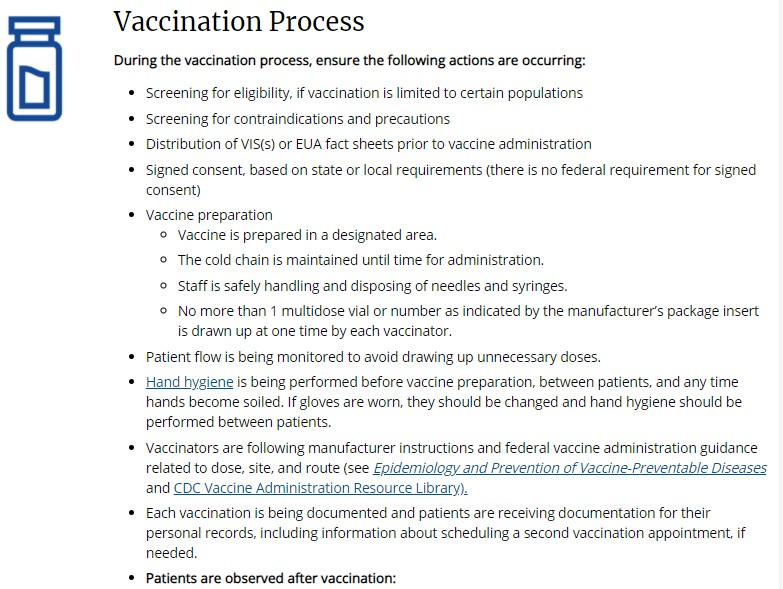 Vaccination Process
During the vaccination process, ensure the following actions are occurring:
• Screening for eligibility, if vaccination is limited to certain populations
• Screening for contraindications and precautions
• Distribution of VIS(s) or EUA fact sheets prior to vaccine administration
• Signed consent, based on state or local requirements (there is no federal requirement for signed
consent)
• Vaccine preparation
◦ Vaccine is prepared in a designated area.
◦ The cold chain is maintained until time for administration.
◦ Staff is safely handling and disposing of needles and syringes.
◦ No more than 1 multidose vial or number as indicated by the manufacturer’s package insert
is drawn up at one time by each vaccinator.
• Patient flow is being monitored to avoid drawing up unnecessary doses.
• Hand hygiene is being performed before vaccine preparation, between patients, and any time
hands become soiled. If gloves are worn, they should be changed and hand hygiene should be
performed between patients.
• Vaccinators are following manufacturer instructions and federal vaccine administration guidance
related to dose, site, and route (see Epidemiology and Prevention of Vaccine-Preventable Diseases
and CDC Vaccine Administration Resource Library).
• Each vaccination is being documented and patients are receiving documentation for their
personal records, including information about scheduling a second vaccination appointment, if
needed.
• Patients are observed after vaccination: